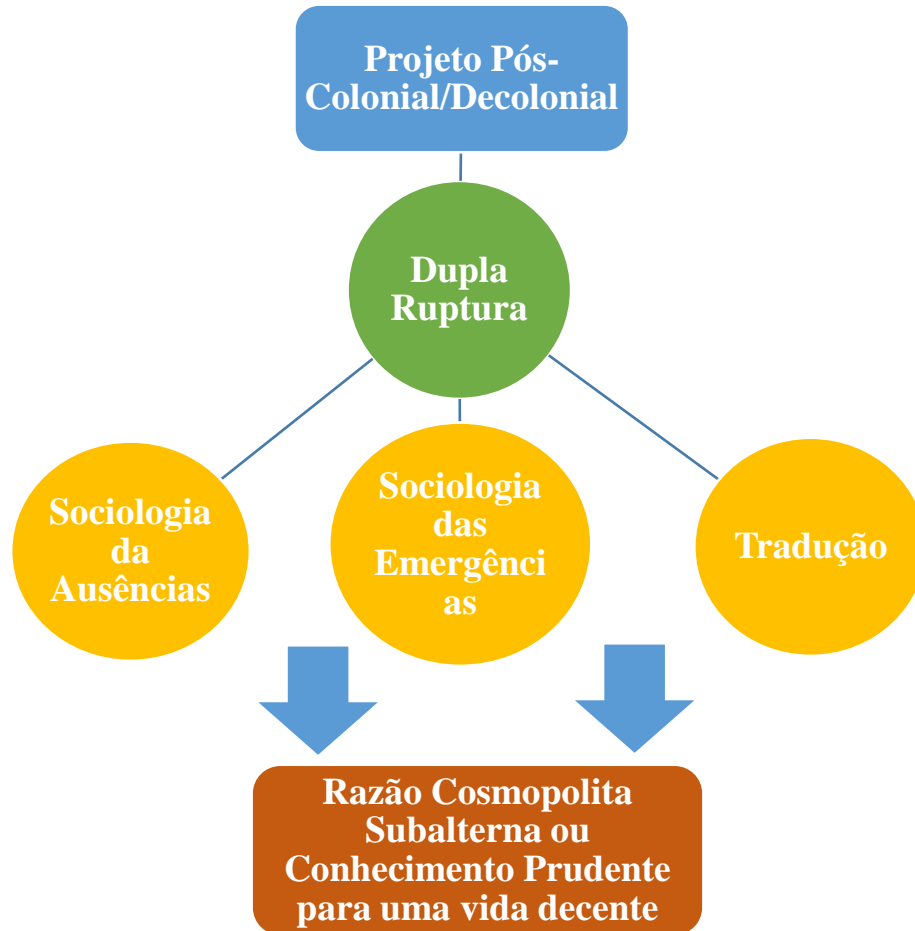 Projeto Pós-
Colonial/Decolonial
Dupla
Ruptura
Sociologia
da
Ausências
Sociologia
das
Emergênci
as
Tradução
Razão Cosmopolita
Subalterna ou
Conhecimento Prudente
para uma vida decente